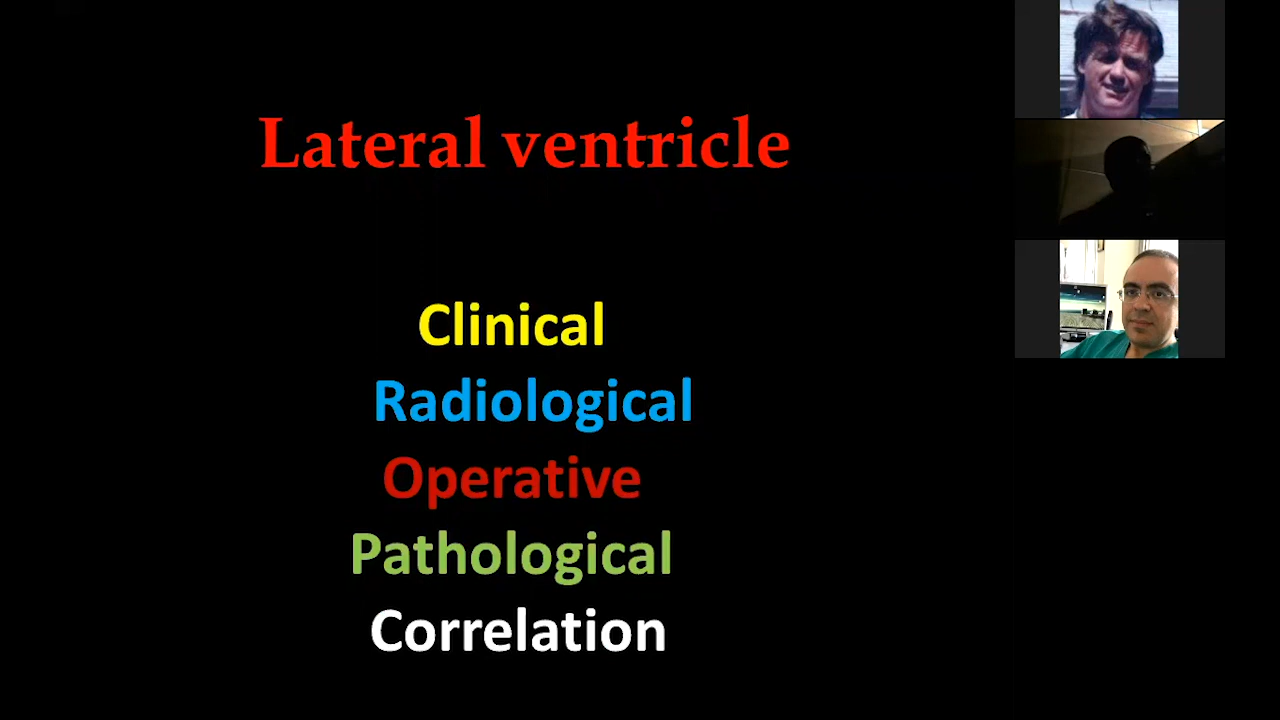 Lateral ventricle
Clinical
Radiological
Operative
Pathological
Correlation